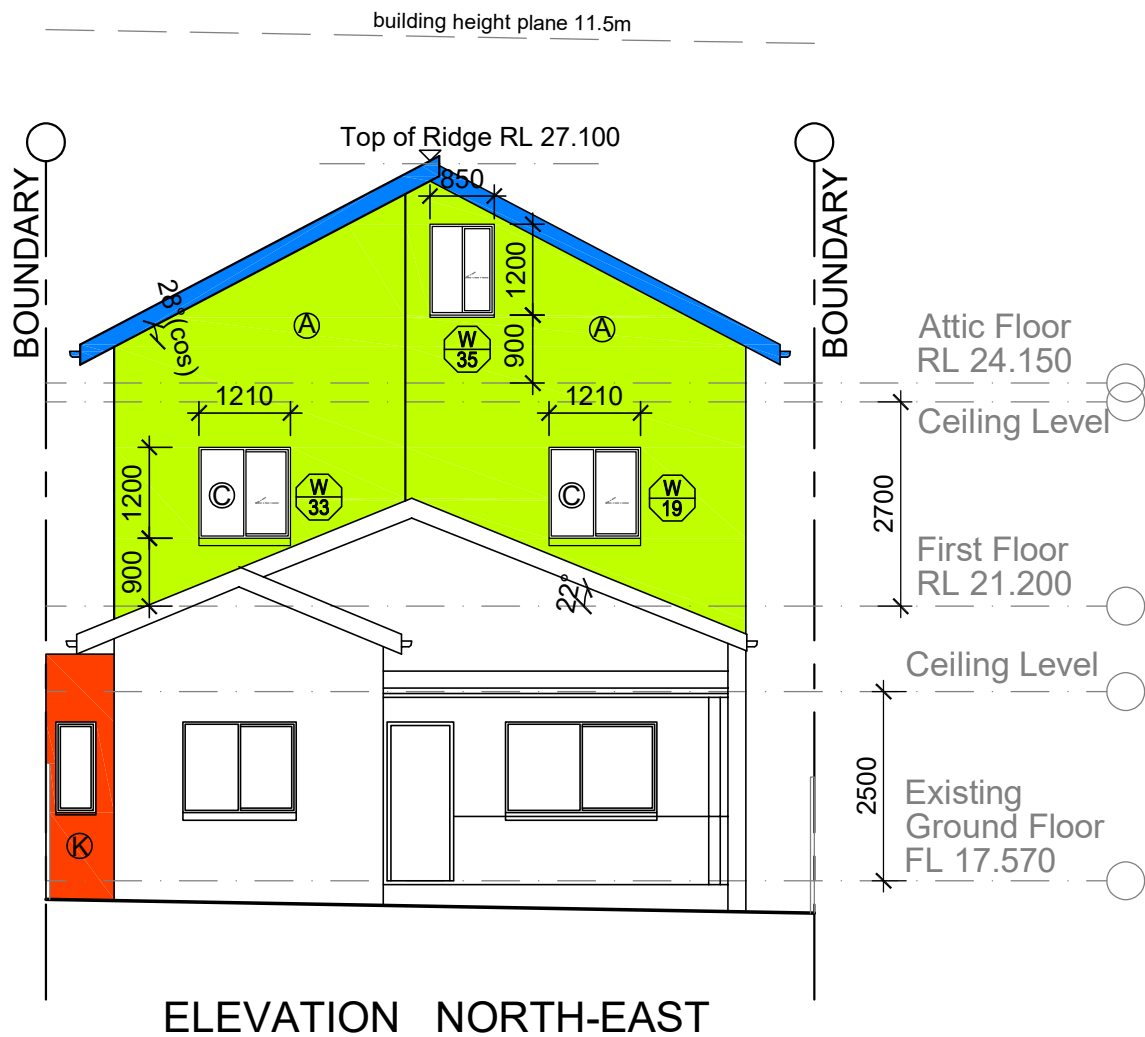 building height plane 11.5m
Top of Ridge RL 27.100
BOUNDARY
BOUNDARY
850
1200
900
28°(cos)
A
A
W
35
Attic Floor
RL 24.150
Ceiling Level
1210
1210
1200
900
C
W
33
C
W
19
2700
First Floor
RL 21.200
22°
Ceiling Level
2500
Existing
Ground Floor
FL 17.570
K
ELEVATION NORTH-EAST